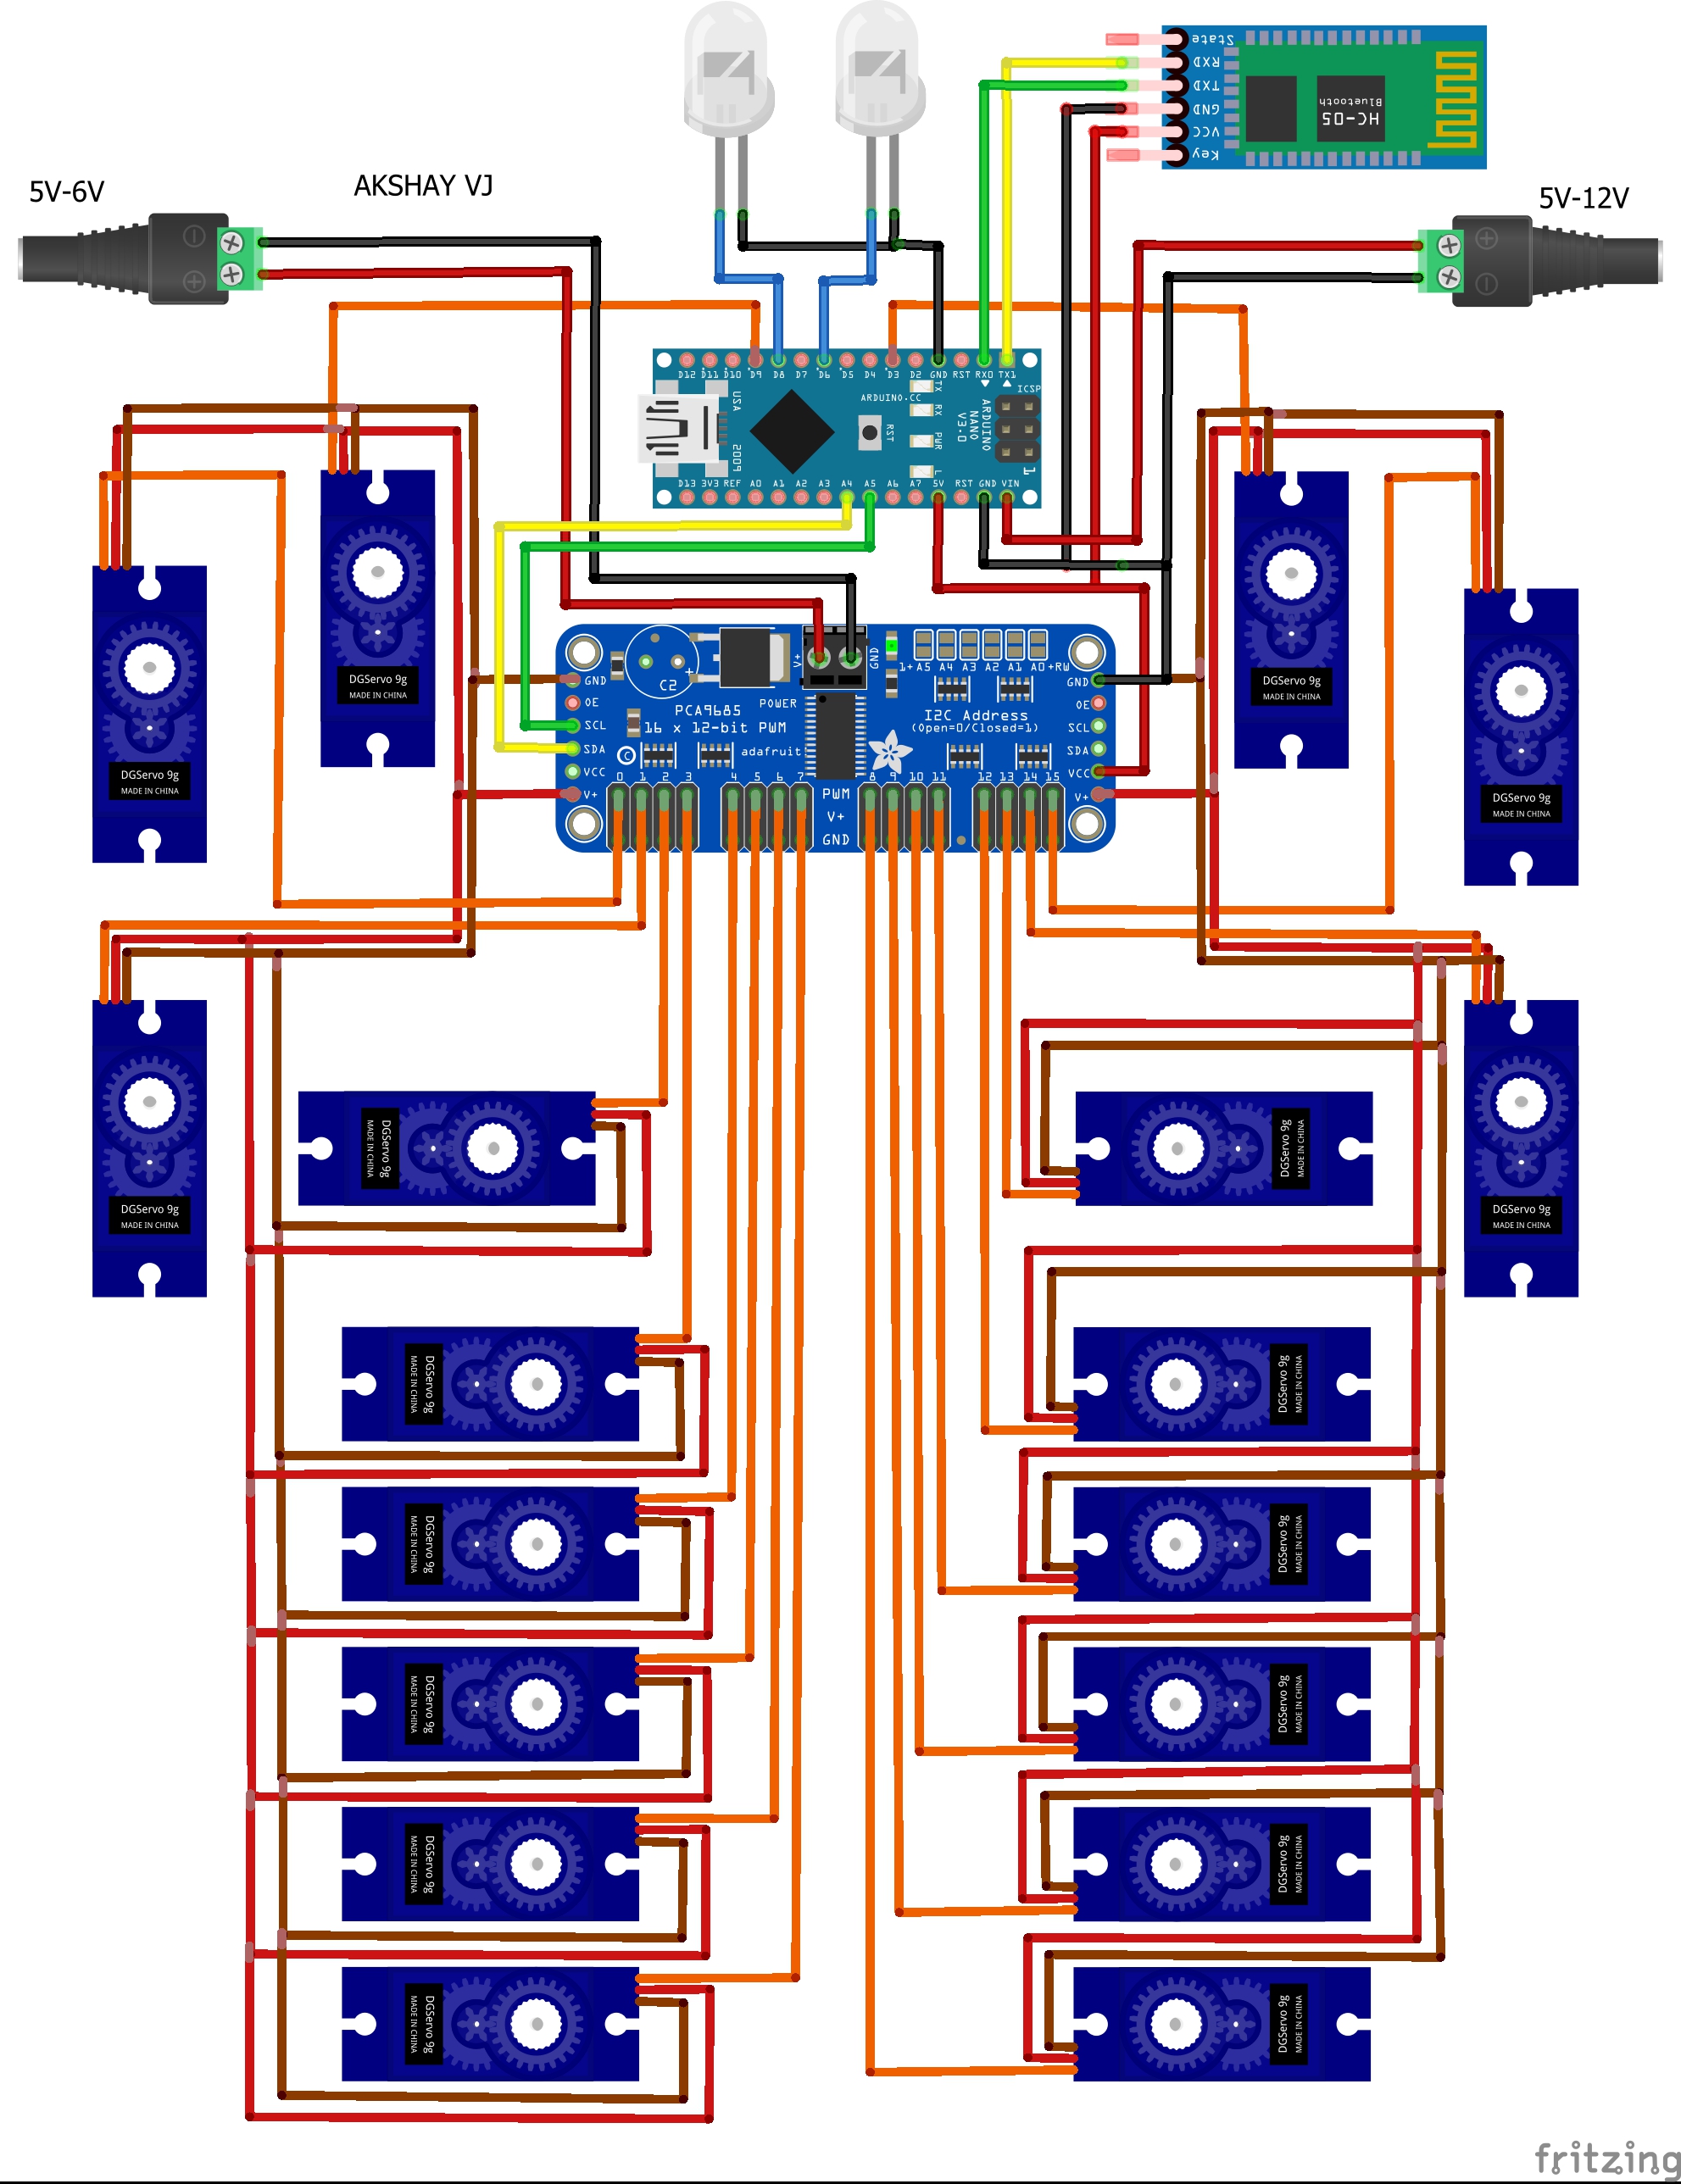 State
RXD
TXD
GND
VCC
Key
HC-05
Bluetooth
5V-6V
AKSHAY VJ
5V-12V
D12 D11 D10 D9 D8 D7 D6 D5 D4 D3 D2 GND RST RX0 TX1
USA
TX
RX
PWR
L
ARDUINO.CC
RST
ICSP
1
ARDUINO
NANO
V3.0
2009
D13 3V3 REF A0 A1 A2 A3 A4 A5 A6 A7 5V RST GND VIN
DGServo 9g
MADE IN CHINA
DGServo 9g
MADE IN CHINA
DGServo 9g
MADE IN CHINA
DGServo 9g
MADE IN CHINA
V+
GND
C2
+
1+ A5 A4 A3 A2 A1 A0 +RW
GND
OE
SCL
SDA
VCC
V+
PCA9685
POWER
16 x 12-bit PWM
adafruit
I2C Address
(Open=0/Closed=1)
GND
OE
SCL
SDA
VCC
V+
0 1 2 3 4 5 6 7 8 9 10 11 12 13 14 15
PWM
V+
GND
DGServo 9g
MADE IN CHINA
DGServo 9g
MADE IN CHINA
DGServo 9g
MADE IN CHINA
DGServo 9g
MADE IN CHINA
DGServo 9g
MADE IN CHINA
DGServo 9g
MADE IN CHINA
DGServo 9g
MADE IN CHINA
DGServo 9g
MADE IN CHINA
DGServo 9g
MADE IN CHINA
DGServo 9g
MADE IN CHINA
DGServo 9g
MADE IN CHINA
DGServo 9g
MADE IN CHINA
DGServo 9g
MADE IN CHINA
DGServo 9g
MADE IN CHINA
fritzing